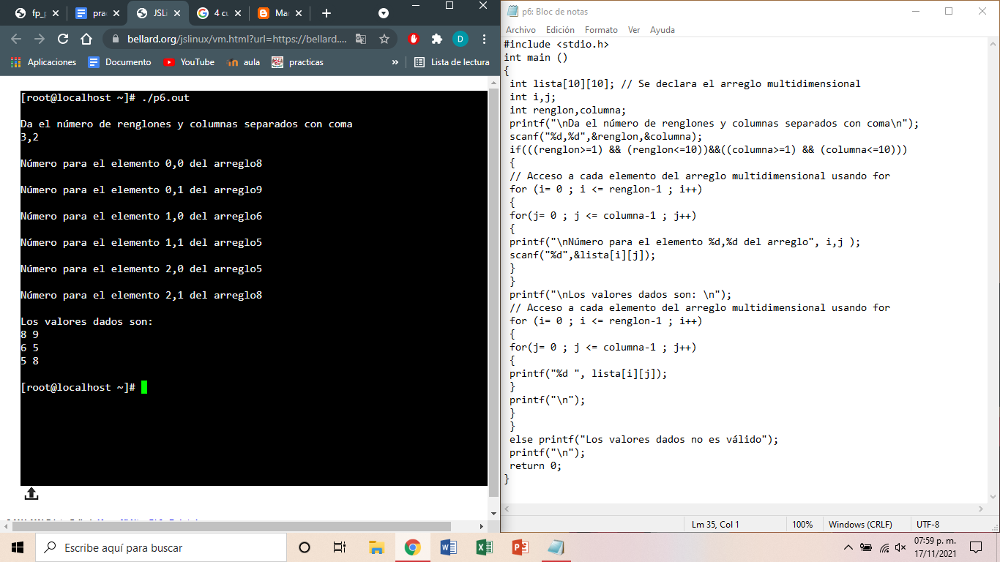 fp_p
prac
JSLi
4 cu
Mar
bellard.org/jslinux/vm.html?url=https://bellard....
D
Aplicaciones
Documento
YouTube
aula
practicas
»
Lista de lectura
[root@localhost ~]# ./p6.out
Da el número de renglones y columnas separados con coma
3,2
Número para el elemento 0,0 del arreglo8
Número para el elemento 0,1 del arreglo9
Número para el elemento 1,0 del arreglo6
Número para el elemento 1,1 del arreglo5
Número para el elemento 2,0 del arreglo5
Número para el elemento 2,1 del arreglo8
Los valores dados son:
8 9
6 5
5 8
[root@localhost ~]#
p6: Bloc de notas
Archivo Edición Formato Ver Ayuda
#include <stdio.h>
int main ()
{
int lista[10][10]; // Se declara el arreglo multidimensional
int i,j;
int renglon,columna;
printf("\nDa el número de renglones y columnas separados con coma\n");
scanf("%d,%d",&renglon,&columna);
if(((renglon>=1) && (renglon<=10))&&((columna>=1) && (columna<=10)))
{
// Acceso a cada elemento del arreglo multidimensional usando for
for (i= 0 ; i <= renglon-1 ; i++)
{
for(j= 0 ; j <= columna-1 ; j++)
{
printf("\nNúmero para el elemento %d,%d del arreglo", i,j );
scanf("%d",&lista[i][j]);
}
}
printf("\nLos valores dados son: \n");
// Acceso a cada elemento del arreglo multidimensional usando for
for (i= 0 ; i <= renglon-1 ; i++)
{
for(j= 0 ; j <= columna-1 ; j++)
{
printf("%d ", lista[i][j]);
}
printf("\n");
}
}
else printf("Los valores dados no es válido");
printf("\n");
return 0;
}
Lm 35, Col 1
100%
Windows (CRLF)
UTF-8
Escribe aquí para buscar
07:59 p. m.
17/11/2021